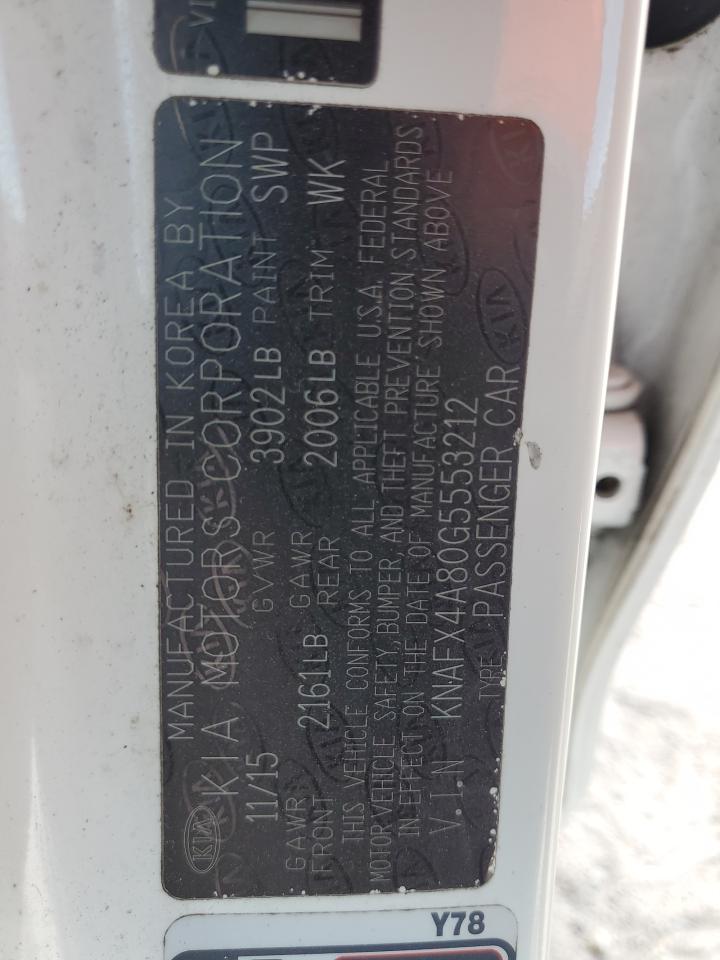 VI
MANUFACTURED IN KOREA BY
KIA KIA MOTORS CORPORATION
11/15 GVWR 3902LB PAINT SWP
GAWR GAWR
FRONT 2161LB REAR 2006LB TRIM WK
THIS VEHICLE CONFORMS TO ALL APPLICABLE U.S.A. FEDERAL
MOTOR VEHICLE SAFETY, BUMPER, AND THEFT PREVENTION STANDARDS
IN EFFECT ON THE DATE OF MANUFACTURE SHOWN ABOVE
V.I.N KNAFX4A80G5553212
TYPE PASSENGER CAR
Y78